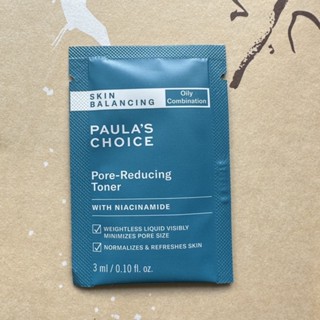 SKIN
BALANCING
Oily
Combination
PAULA'S
CHOICE
Pore-Reducing
Toner
WITH NIACINAMIDE
WEIGHTLESS LIQUID VISIBLY
MINIMIZES PORE SIZE
NORMALIZES & REFRESHES SKIN
3 ml / 0.10 fl. oz.